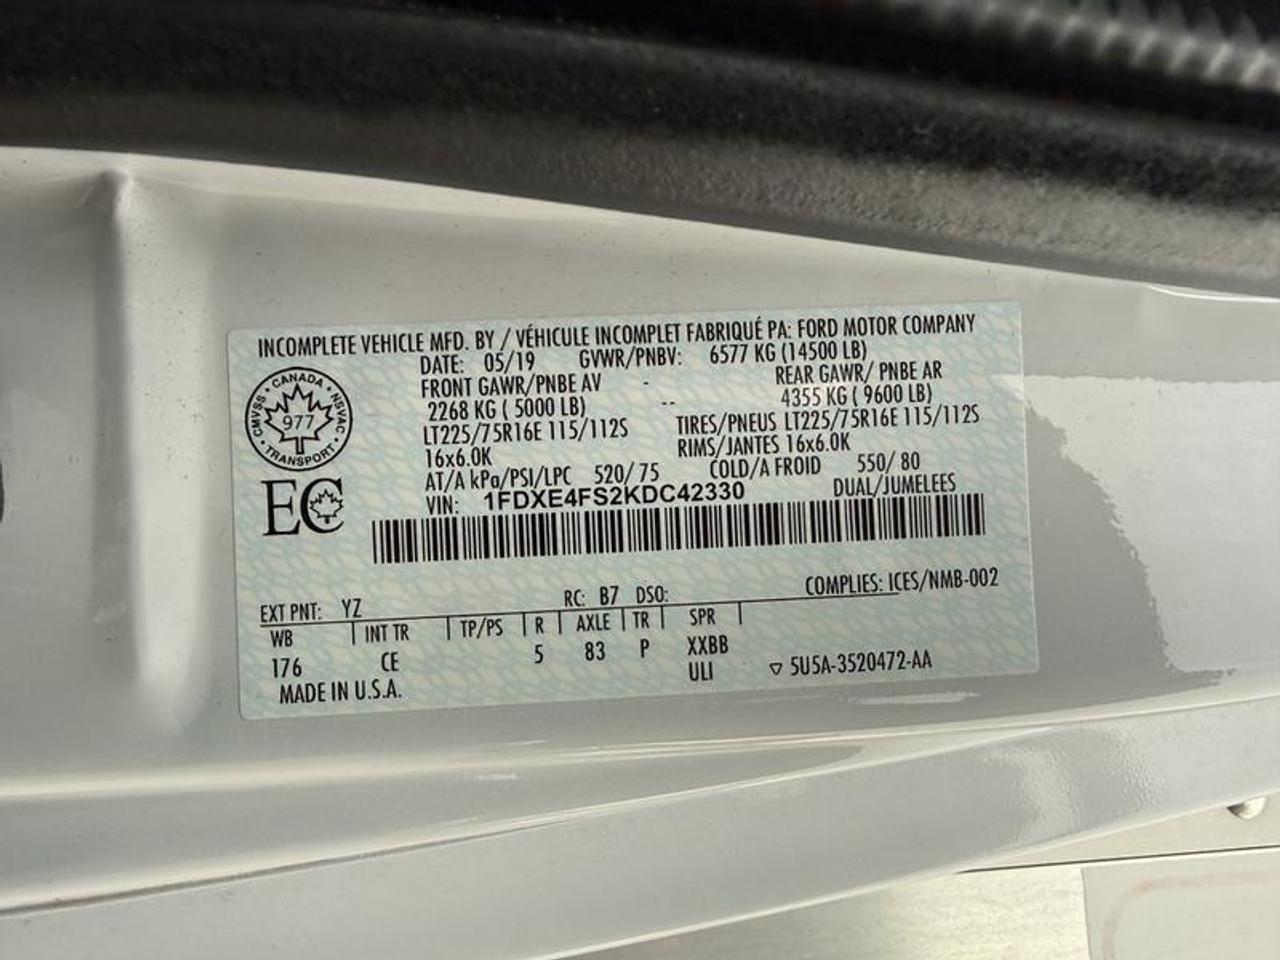 INCOMPLETE VEHICLE MFD. BY / VÉHICULE INCOMPLET FABRIQUÉ PA: FORD MOTOR COMPANY
DATE: 05/19 GVWR/PNBV: 6577 KG (14500 LB)
FRONT GAWR/PNBE AV - REAR GAWR/ PNBE AR
2268 KG ( 5000 LB) -- 4355 KG ( 9600 LB)
LT225/75R16E 115/112S TIRES/PNEUS LT225/75R16E 115/112S
16x6.0K RIMS/JANTES 16x6.0K
AT/A kPa/PSI/LPC 520/ 75 COLD/A FROID 550/ 80
VIN: 1FDXE4FS2KDC42330 DUAL/JUMELEES
CANADA
CMVSS 977 NSVAC
TRANSPORT
EC
COMPLIES: ICES/NMB-002
EXT PNT: YZ RC: B7 DSO:
WB INT TR TP/PS R AXLE TR SPR
176 CE 5 83 P XXBB
ULI ▽ 5U5A-3520472-AA
MADE IN U.S.A.